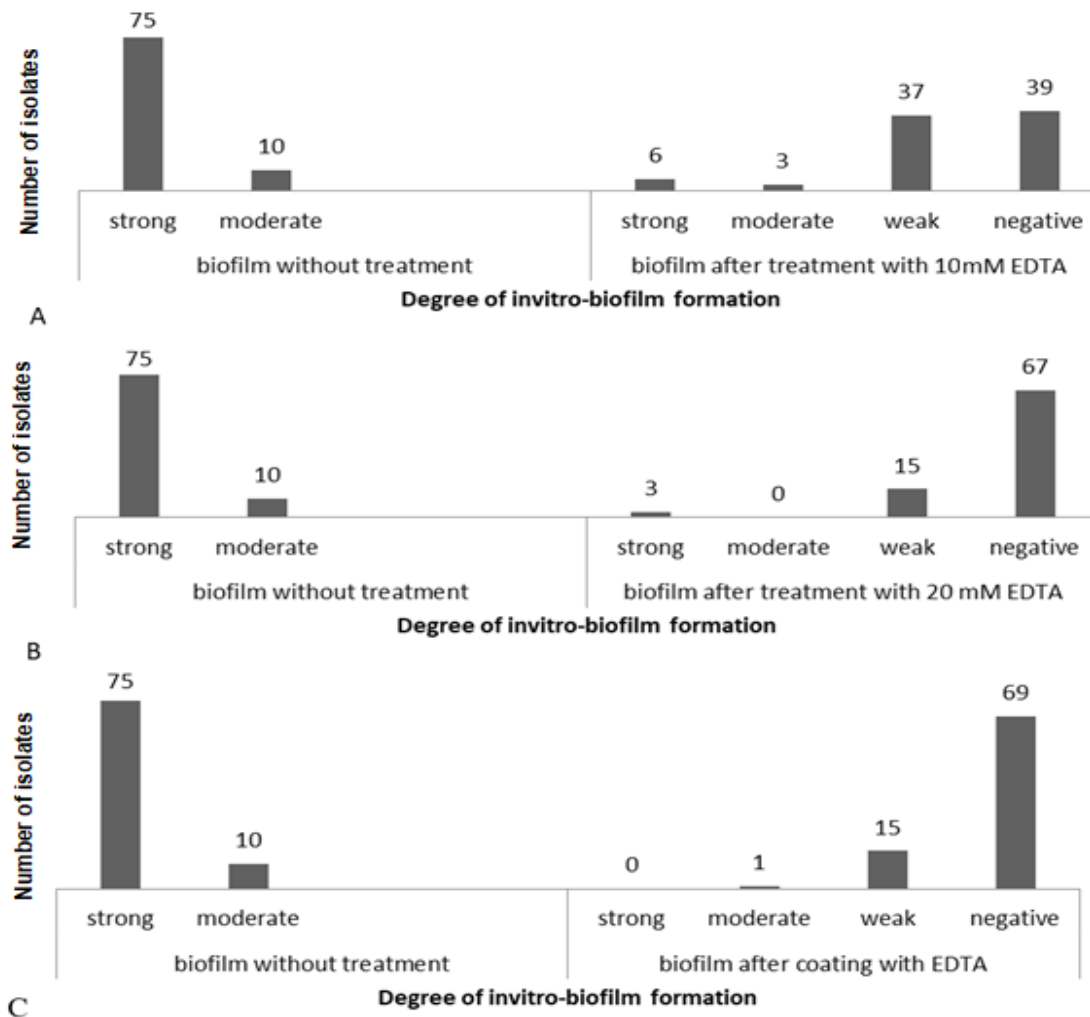 75
Number of isolates
10
6
3
37
39
strong moderate strong moderate weak negative
biofilm without treatment biofilm after treatment with 10mM EDTA
Degree of invitro-biofilm formation
A
75
Number of isolates
10
3
0
15
67
strong moderate strong moderate weak negative
biofilm without treatment biofilm after treatment with 20 mM EDTA
Degree of invitro-biofilm formation
B
75
Number of isolates
10
0
1
15
69
strong moderate strong moderate weak negative
biofilm without treatment biofilm after coating with EDTA
Degree of invitro-biofilm formation
C